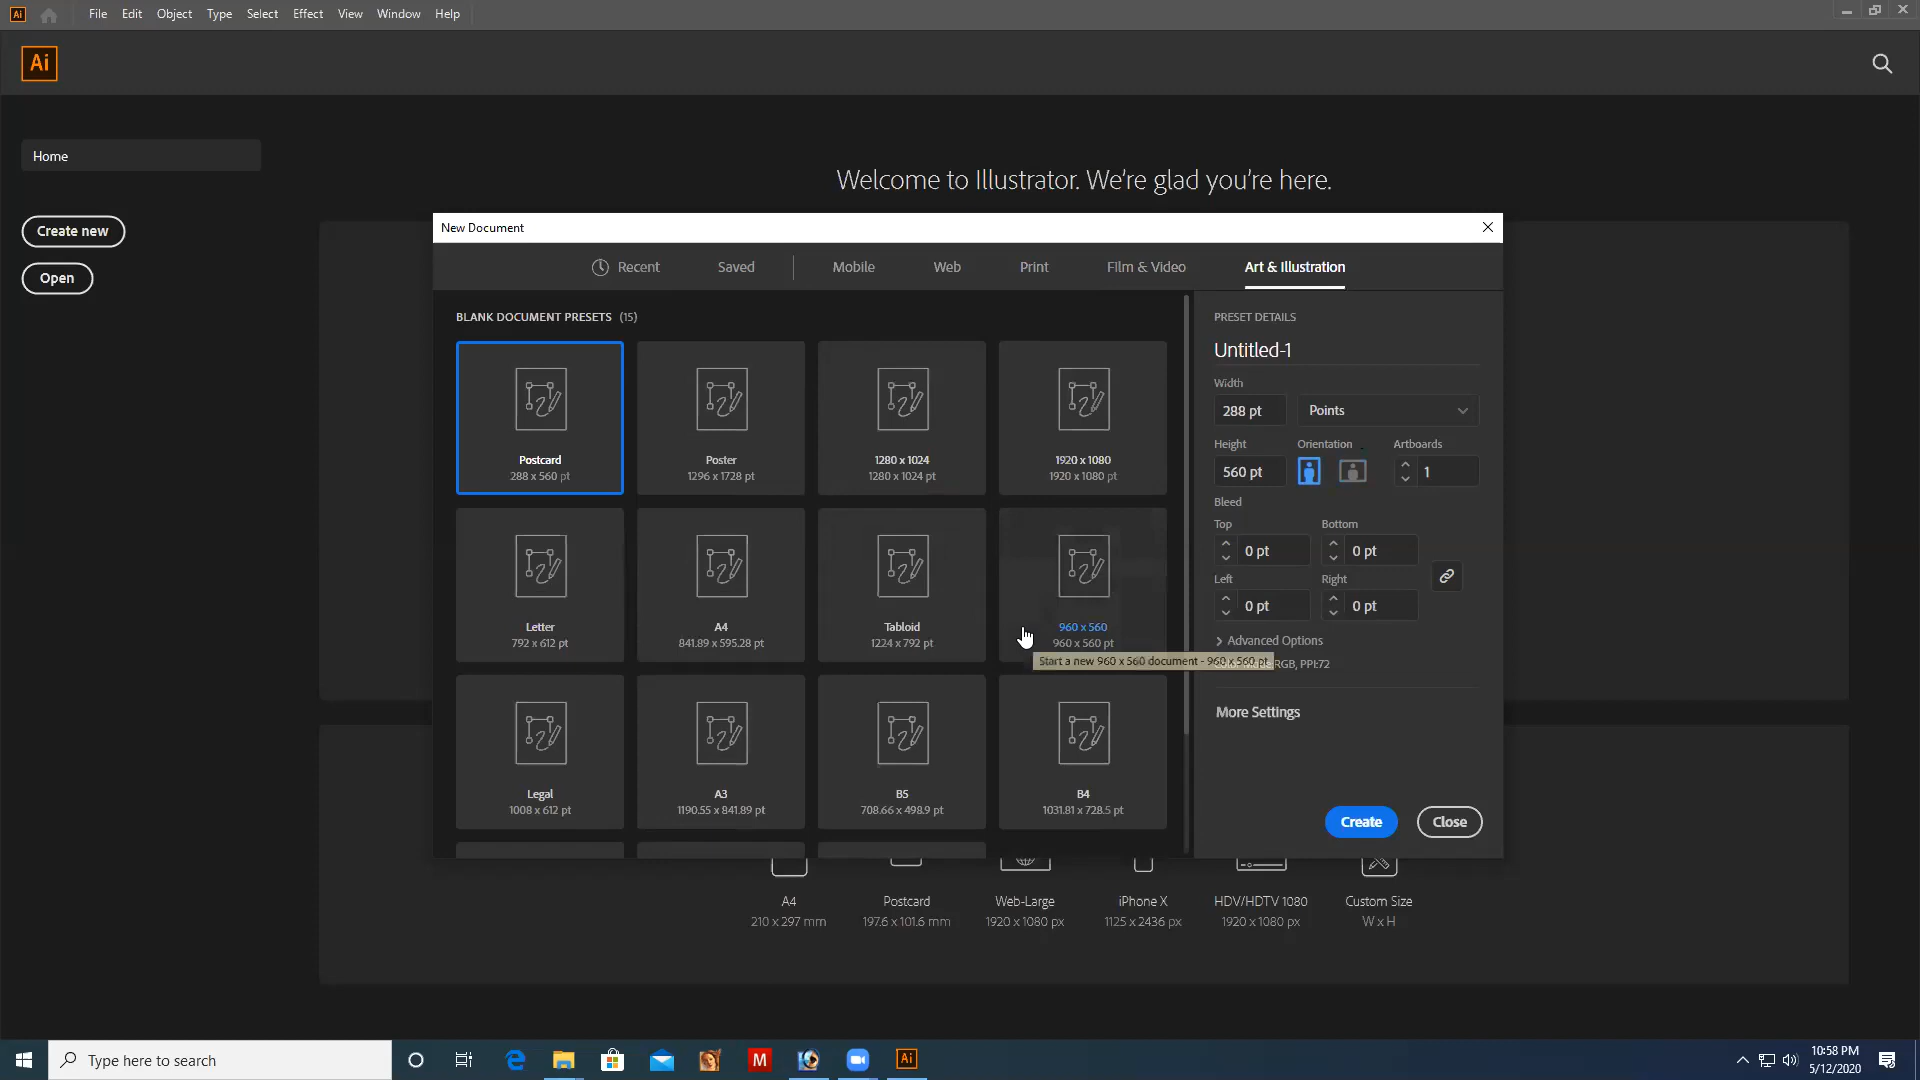 Ai File Edit Object Type Select Effect View Window Help
Ai
Home
Welcome to Illustrator. We're glad you're here.
Create new
Open
New Document
Recent Saved Mobile Web Print Film & Video Art & Illustration
BLANK DOCUMENT PRESETS (15)
Postcard
288 x 560 pt
Poster
1296 x 1728 pt
1280 x 1024
1280 x 1024 pt
1920 x 1080
1920 x 1080 pt
Letter
792 x 612 pt
A4
841.89 x 595.28 pt
Tabloid
1224 x 792 pt
960 x 560
960 x 560 pt
Start a new 960 x 560 document - 960 x 560 pt
Legal
1008 x 612 pt
A3
1190.55 x 841.89 pt
B5
708.66 x 498.9 pt
B4
1031.81 x 728.5 pt
PRESET DETAILS
Untitled-1
Width
288 pt Points
Height Orientation Artboards
560 pt 1
Bleed
Top Bottom
0 pt 0 pt
Left Right
0 pt 0 pt
Advanced Options
RGB, PPI:72
More Settings
Create Close
A4
210 x 297 mm
Postcard
197.6 x 101.6 mm
Web-Large
1920 x 1080 px
iPhone X
1125 x 2436 px
HDV/HDTV 1080
1920 x 1080 px
Custom Size
W x H
Type here to search
M
Ai
10:58 PM
5/12/2020